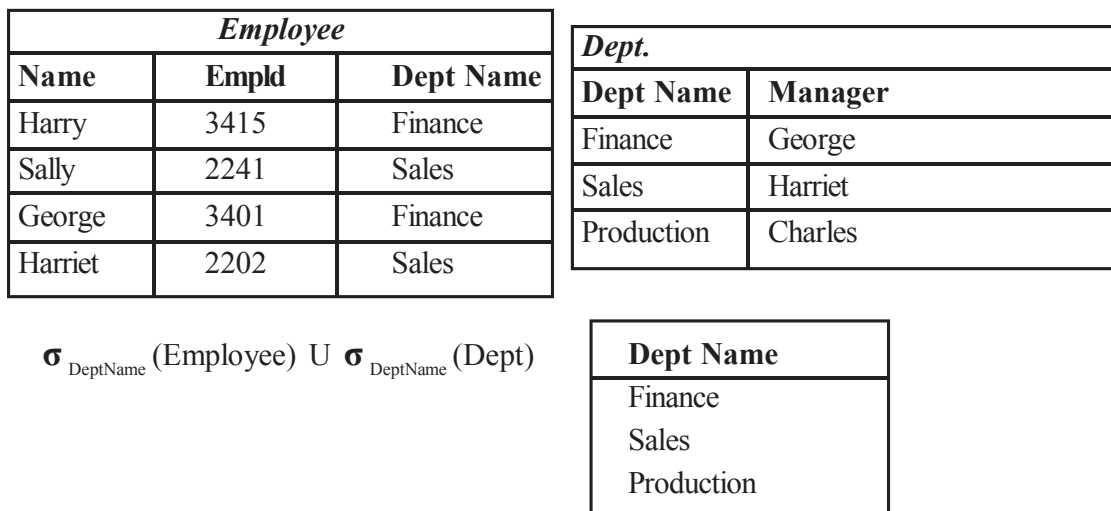 Employee
Name EmpId Dept Name
Harry 3415 Finance
Sally 2241 Sales
George 3401 Finance
Harriet 2202 Sales
Dept.
Dept Name Manager
Finance George
Sales Harriet
Production Charles
σ DeptName (Employee) U σ DeptName (Dept)
Dept Name
Finance
Sales
Production